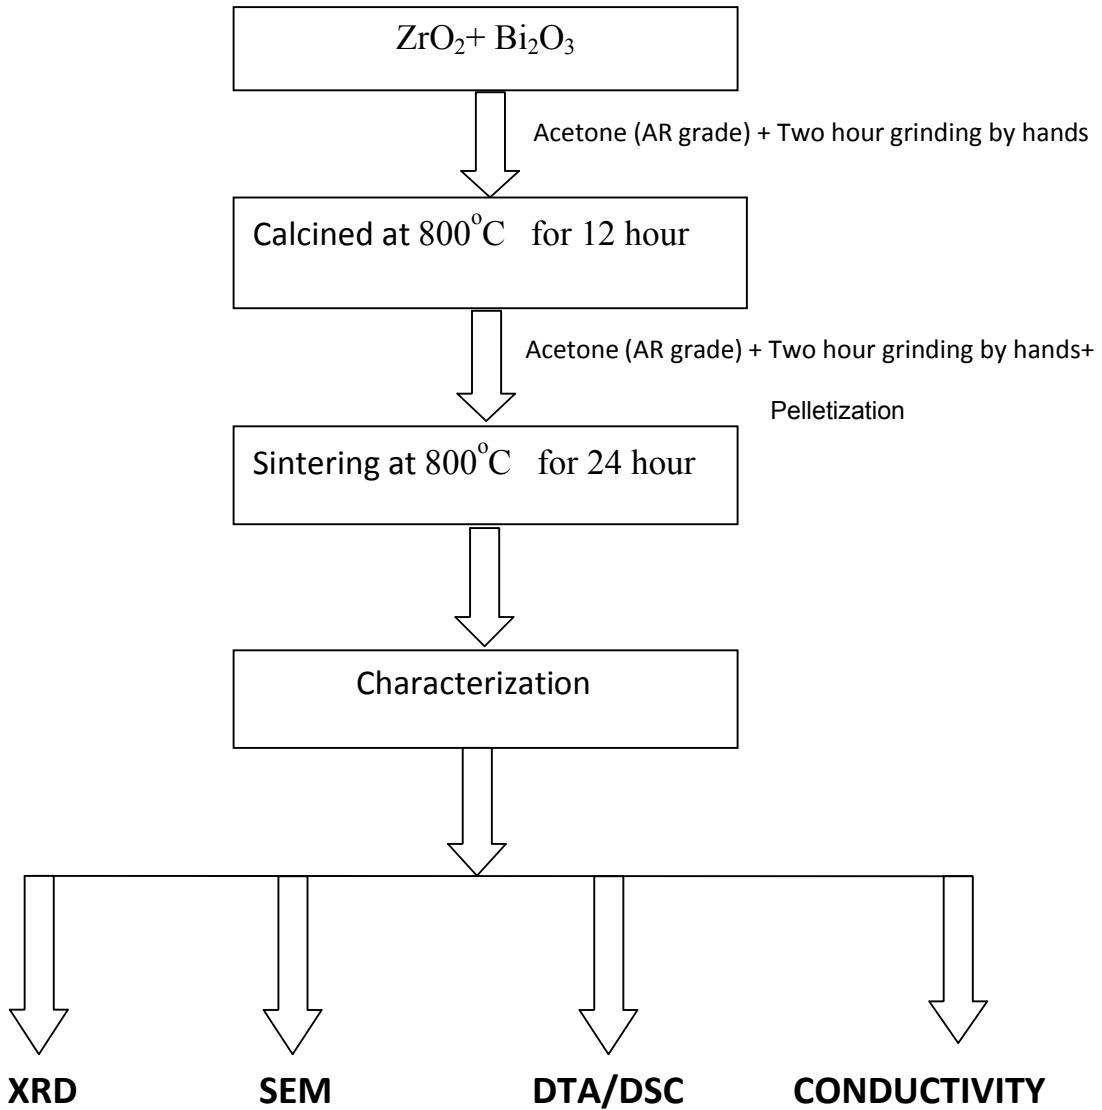 ZrO₂+ Bi₂O₃
Acetone (AR grade) + Two hour grinding by hands
Calcined at 800°C for 12 hour
Acetone (AR grade) + Two hour grinding by hands+
Pelletization
Sintering at 800°C for 24 hour
Characterization
XRD SEM DTA/DSC CONDUCTIVITY